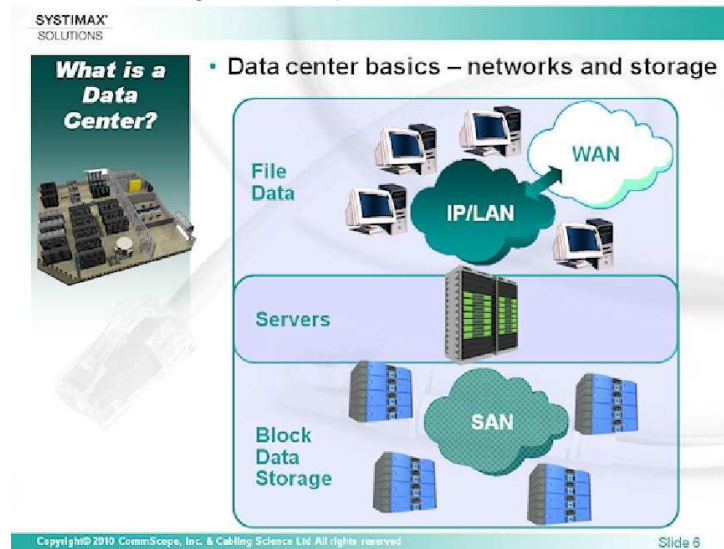 SYSTIMAX®
SOLUTIONS
What is a
Data
Center?
• Data center basics – networks and storage
File
Data
WAN
IP/LAN
Servers
SAN
Block
Data
Storage
Copyright© 2010 CommScope, Inc. & Cabling Science Ltd All rights reserved
Slide 6